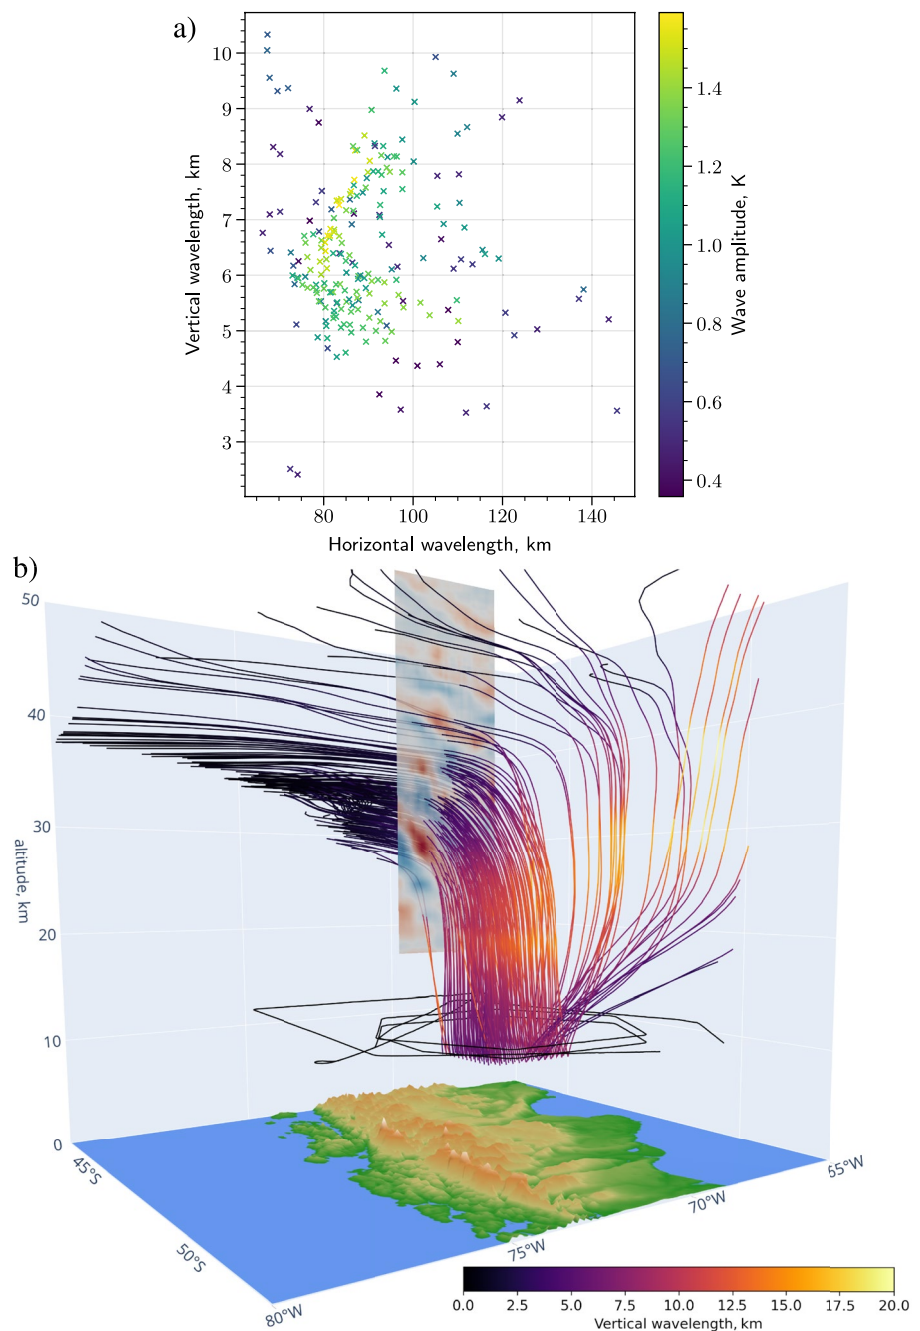 a)
10
9
8
7
6
5
4
3
Vertical wavelength, km
80 100 120 140
Horizontal wavelength, km
1.4
1.2
1.0
0.8
0.6
0.4
Wave amplitude, K
b)
50
40
30
20
10
0
altitude, km
45°S
50°S
80°W
75°W
70°W
65°W
0.0 2.5 5.0 7.5 10.0 12.5 15.0 17.5 20.0
Vertical wavelength, km